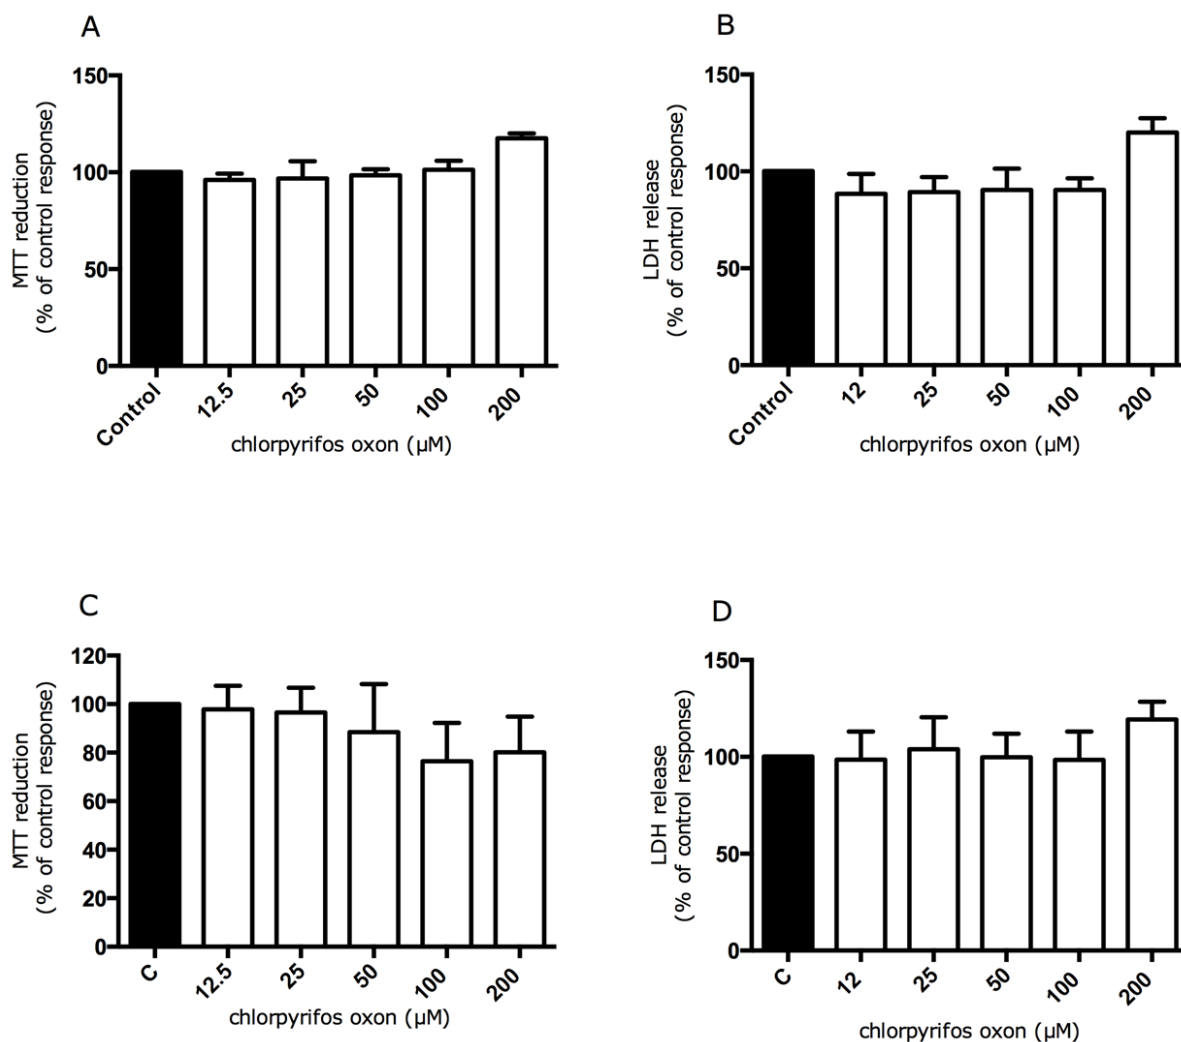 A
MTT reduction
(% of control response)
150
100
50
0
Control
12.5
25
50
100
200
chlorpyrifos oxon (µM)
B
LDH release
(% of control response)
150
100
50
0
Control
12
25
50
100
200
chlorpyrifos oxon (µM)
C
MTT reduction
(% of control response)
120
100
80
60
40
20
0
C
12.5
25
50
100
200
chlorpyrifos oxon (µM)
D
LDH release
(% of control response)
150
100
50
0
C
12
25
50
100
200
chlorpyrifos oxon (µM)